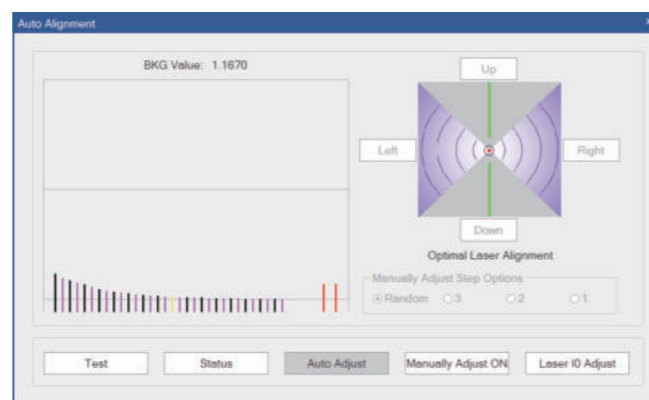 Auto Alignment
BKG Value: 1.1670
Up
Left
Right
Down
Optimal Laser Alignment
Manually Adjust Step Options
Random
3
2
1
Test
Status
Auto Adjust
Manually Adjust ON
Laser I0 Adjust